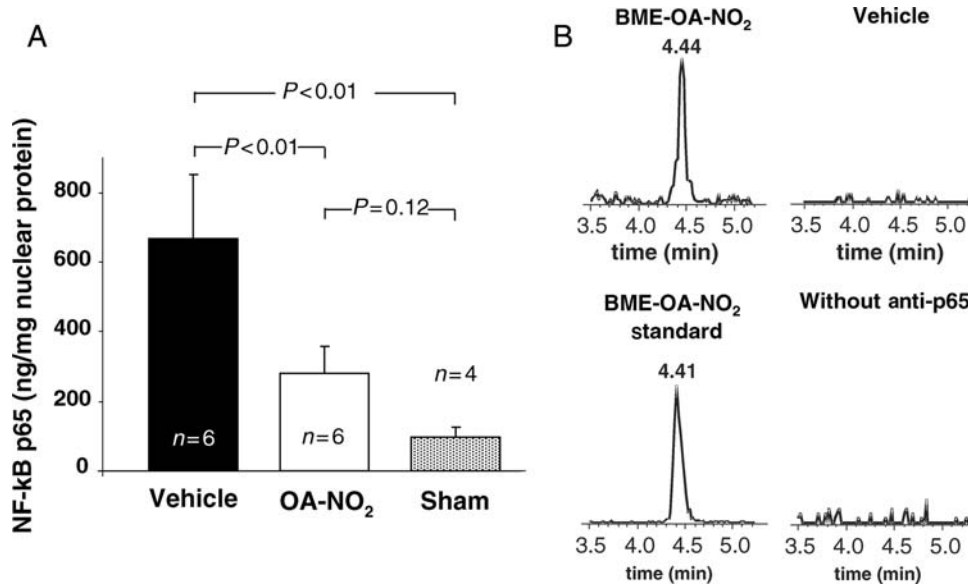 A
NF-kB p65 (ng/mg nuclear protein)
800
600
400
200
0
P<0.01
P<0.01
P=0.12
n=6
n=6
n=4
Vehicle
OA-NO₂
Sham
B
BME-OA-NO₂
4.44
3.5 4.0 4.5 5.0
time (min)
Vehicle
3.5 4.0 4.5 5.0
time (min)
BME-OA-NO₂
standard
4.41
3.5 4.0 4.5 5.0
time (min)
Without anti-p65
3.5 4.0 4.5 5.0
time (min)